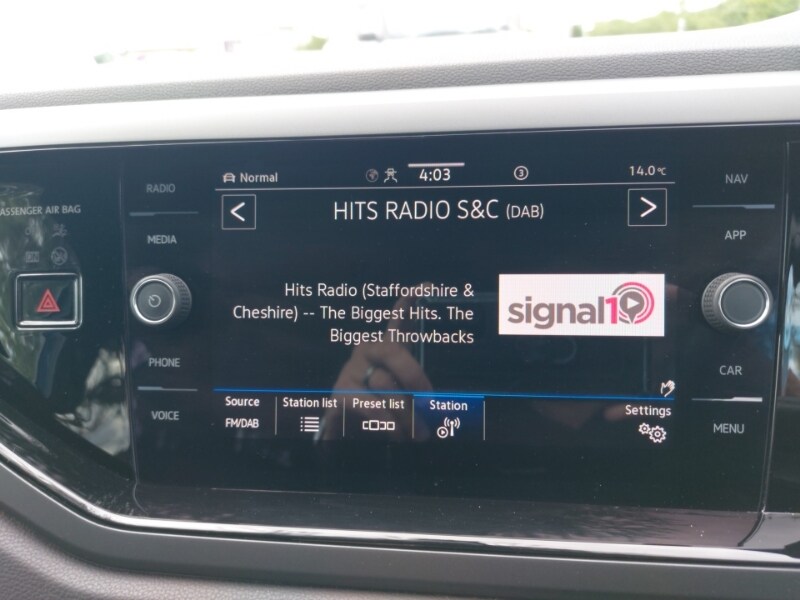 RADIO
Normal
4:03
3
14.0°C
NAV
PASSENGER AIR BAG
MEDIA
HITS RADIO S&C (DAB)
APP
Hits Radio (Staffordshire &
Cheshire) -- The Biggest Hits. The
Biggest Throwbacks
signal1
PHONE
CAR
VOICE
Source
FM/DAB
Station list
Preset list
Station
Settings
MENU